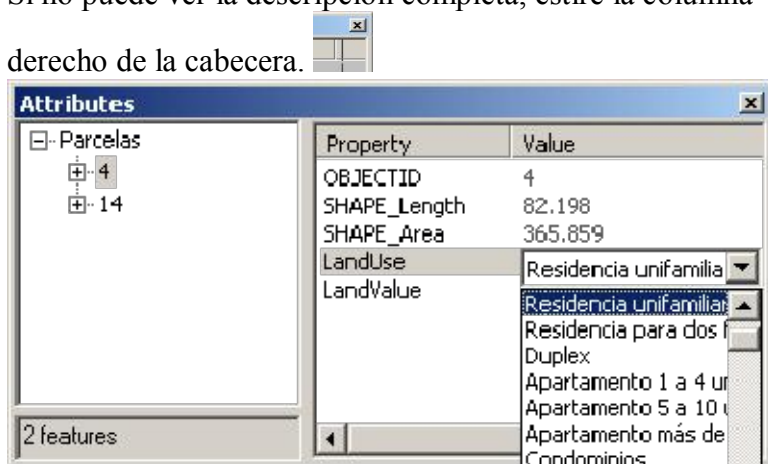 Si no puede ver la descripción completa, estire la columna
derecho de la cabecera.
Attributes
Parcelas
4
14
2 features
Property Value
OBJECTID 4
SHAPE_Length 82.198
SHAPE_Area 365.859
LandUse Residencia unifamilia
LandValue
Residencia unifamiliar
Residencia para dos f
Duplex
Apartamento 1 a 4 un
Apartamento 5 a 10 u
Apartamento más de
Condominios